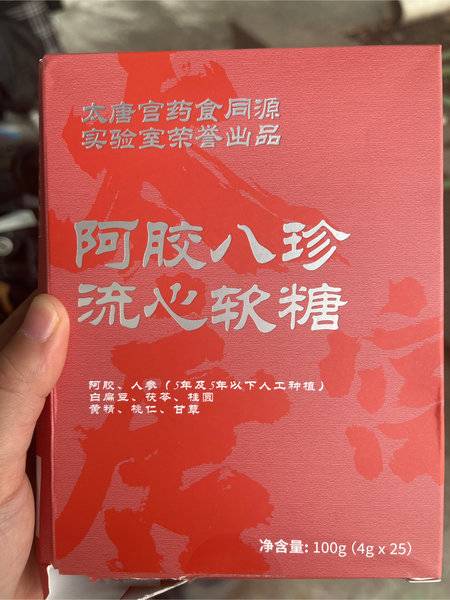 太唐宫药食同源
实验室荣誉出品
阿胶八珍
流心软糖
阿胶、人参（5年及5年以下人工种植）
白扁豆、茯苓、桂圆
黄精、桃仁、甘草
净含量: 100g (4g x 25)